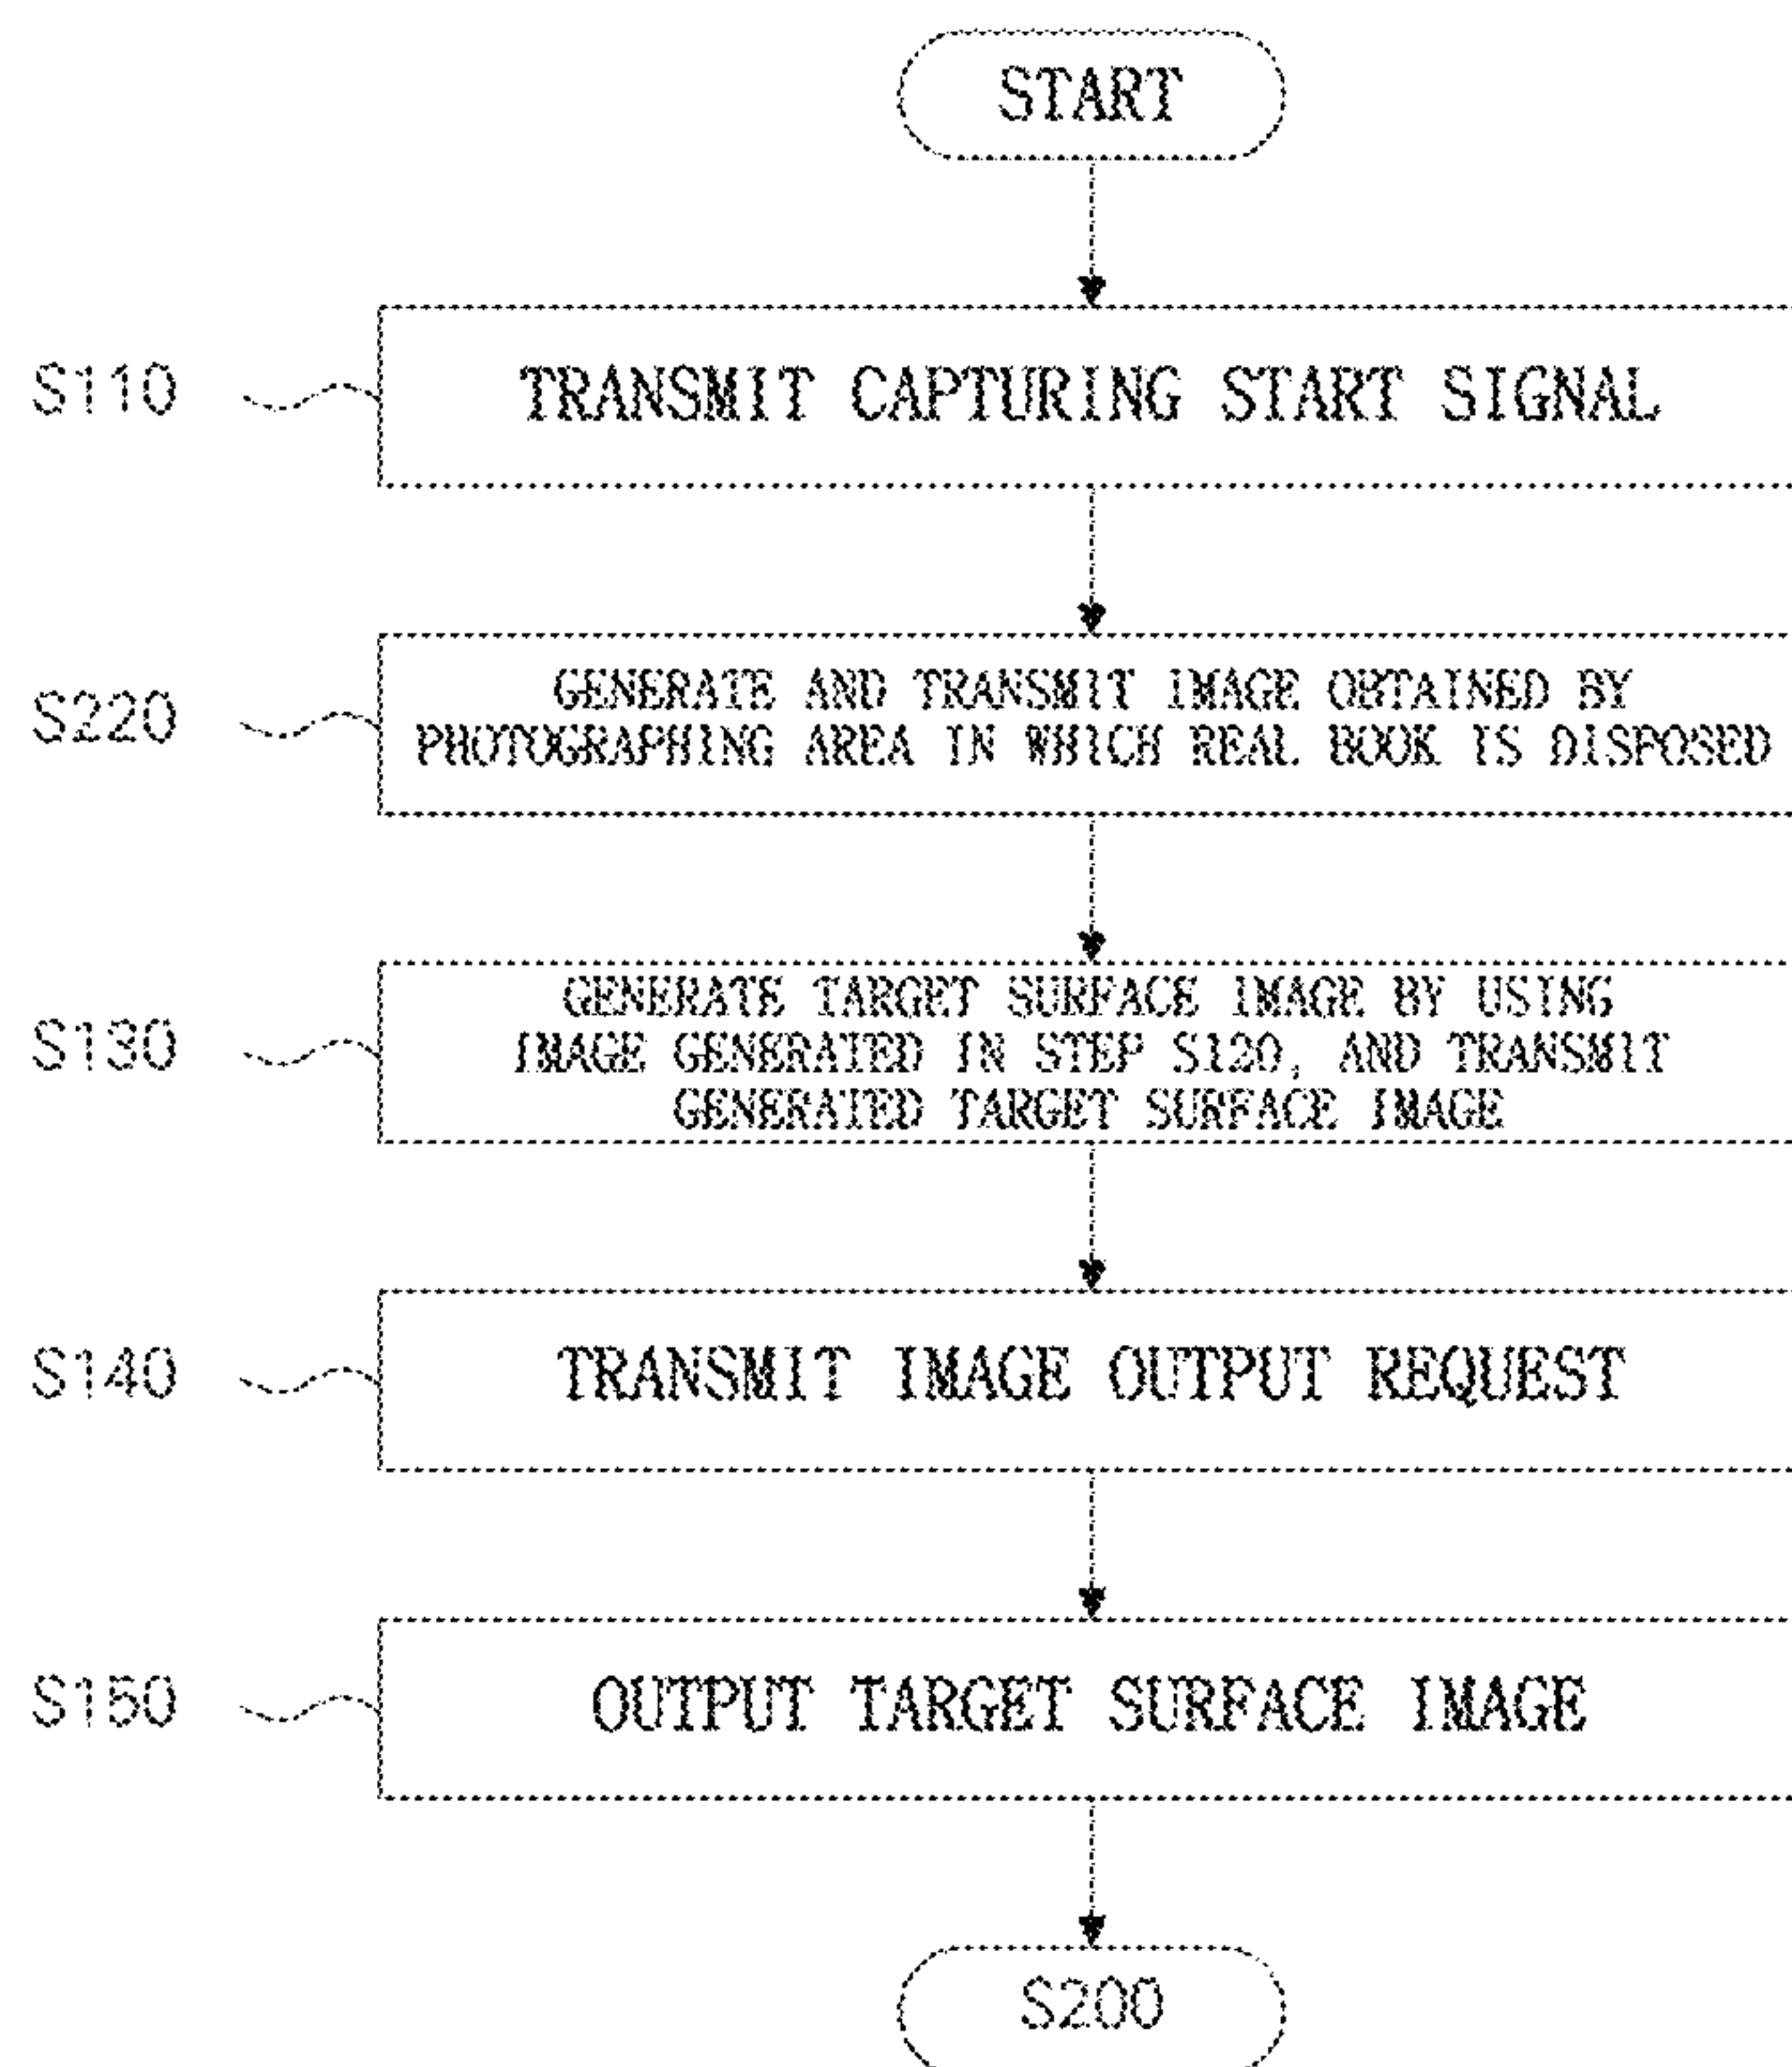 START
S110
TRANSMIT CAPTURING START SIGNAL
S220
GENERATE AND TRANSMIT IMAGE OBTAINED BY
PHOTOGRAPHING AREA IN WHICH REAL BOOK IS DISPOSED
S130
GENERATE TARGET SURFACE IMAGE BY USING
IMAGE GENERATED IN STEP S120, AND TRANSMIT
GENERATED TARGET SURFACE IMAGE
S140
TRANSMIT IMAGE OUTPUT REQUEST
S150
OUTPUT TARGET SURFACE IMAGE
S200